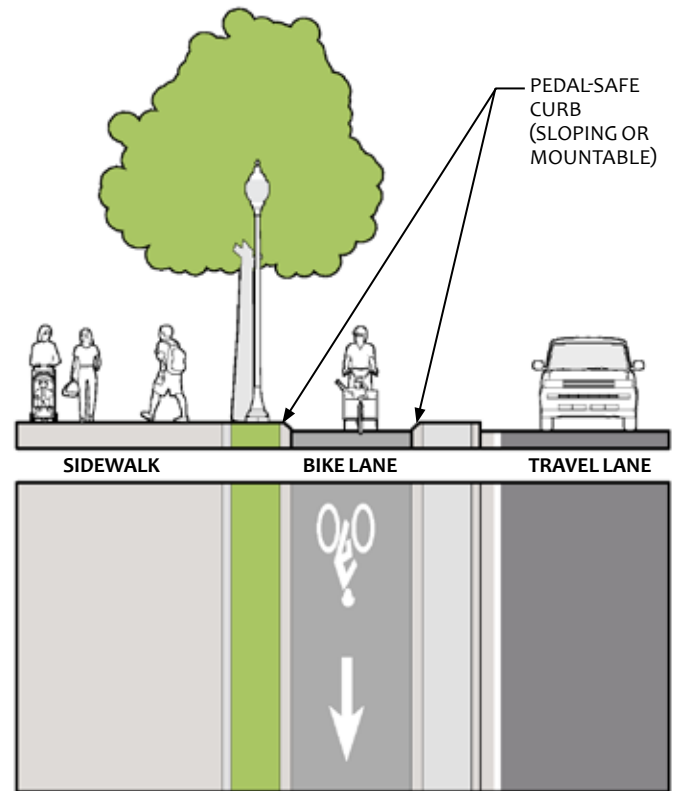 PEDAL-SAFE
CURB
(SLOPING OR
MOUNTABLE)
SIDEWALK
BIKE LANE
TRAVEL LANE